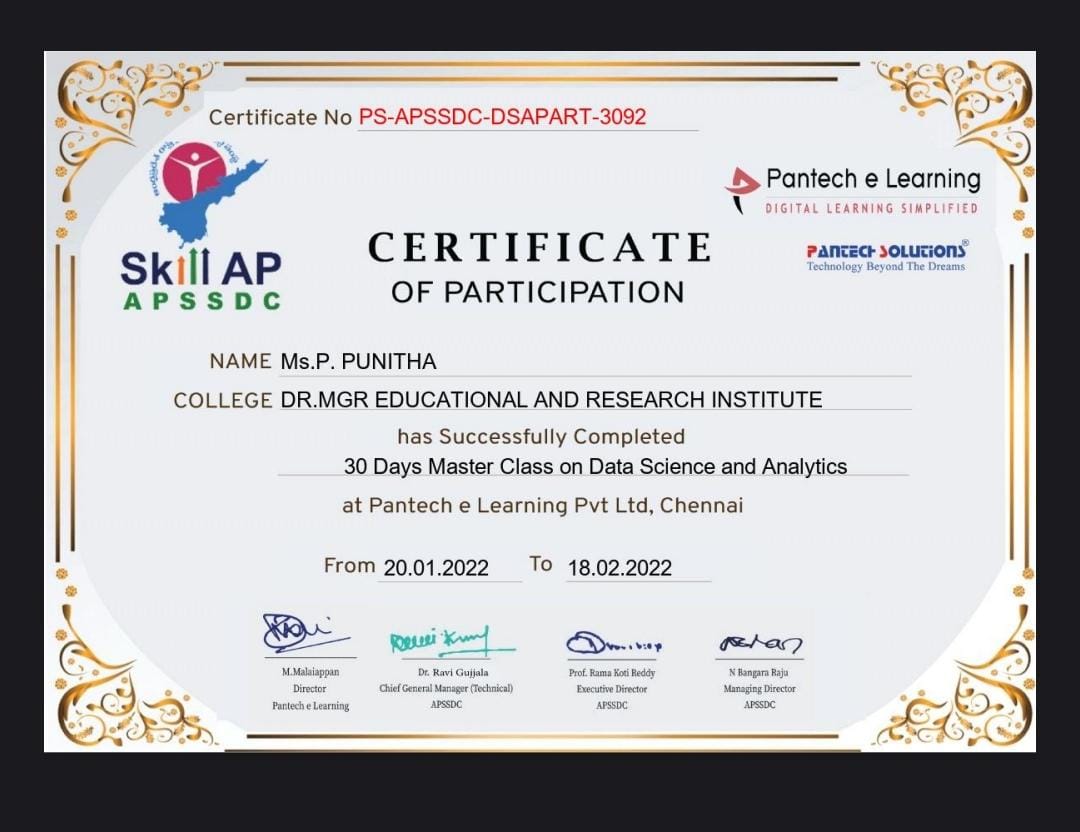 Certificate No PS-APSSDC-DSAPART-3092
Skill AP
APSSDC
Pantech e Learning
DIGITAL LEARNING SIMPLIFIED
PANTECH SOLUTIONS®
Technology Beyond The Dreams
CERTIFICATE
OF PARTICIPATION
NAME Ms.P. PUNITHA
COLLEGE DR.MGR EDUCATIONAL AND RESEARCH INSTITUTE
has Successfully Completed
30 Days Master Class on Data Science and Analytics
at Pantech e Learning Pvt Ltd, Chennai
From 20.01.2022 To 18.02.2022
M.Malaiappan
Director
Pantech e Learning
Dr. Ravi Gujjala
Chief General Manager (Technical)
APSSDC
Prof. Rama Koti Reddy
Executive Director
APSSDC
N Bangara Raju
Managing Director
APSSDC